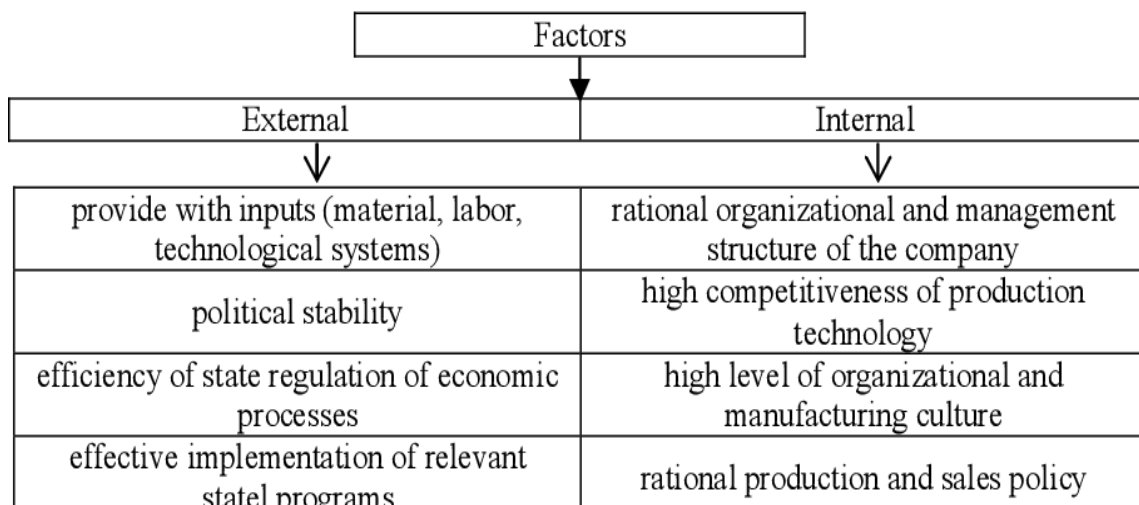 Factors
External
Internal
provide with inputs (material, labor,
technological systems)
rational organizational and management
structure of the company
political stability
high competitiveness of production
technology
efficiency of state regulation of economic
processes
high level of organizational and
manufacturing culture
effective implementation of relevant
statel programs
rational production and sales policy